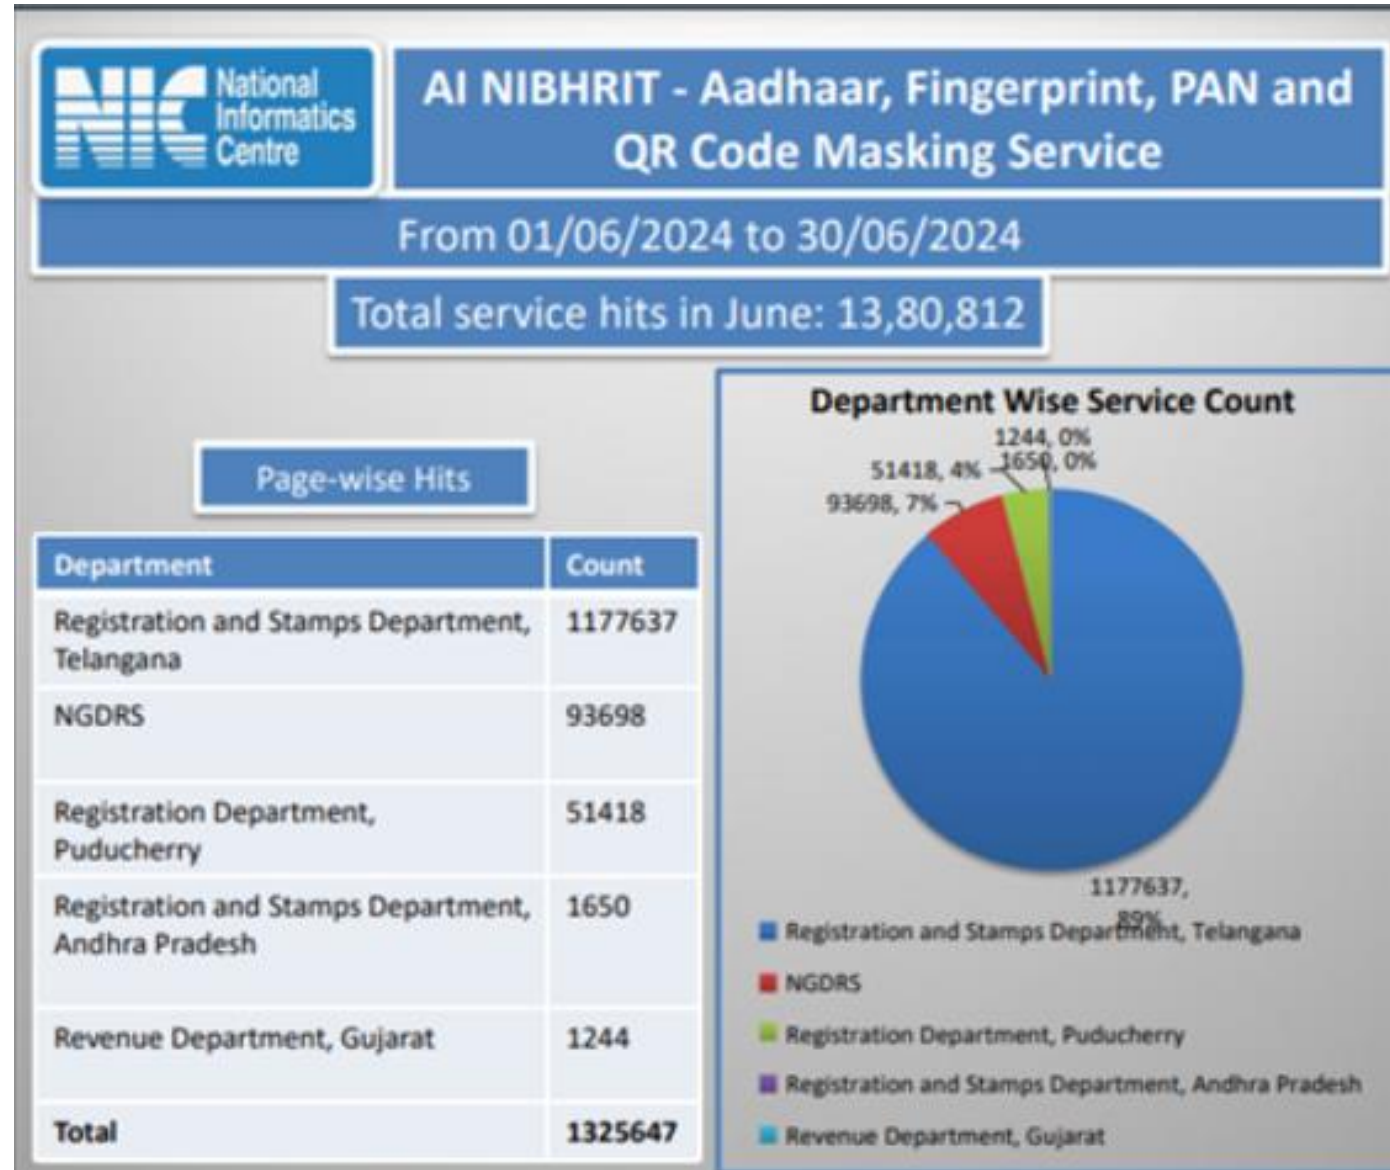 NIC National
Informatics
Centre
AI NIBHRIT - Aadhaar, Fingerprint, PAN and
QR Code Masking Service
From 01/06/2024 to 30/06/2024
Total service hits in June: 13,80,812
Page-wise Hits
Department Count
Registration and Stamps Department, 1177637
Telangana
NGDRS 93698
Registration Department, 51418
Puducherry
Registration and Stamps Department, 1650
Andhra Pradesh
Revenue Department, Gujarat 1244
Total 1325647
Department Wise Service Count
1244, 0%
51418, 4% 1650, 0%
93698, 7%
1177637,
89%
Registration and Stamps Department, Telangana
NGDRS
Registration Department, Puducherry
Registration and Stamps Department, Andhra Pradesh
Revenue Department, Gujarat